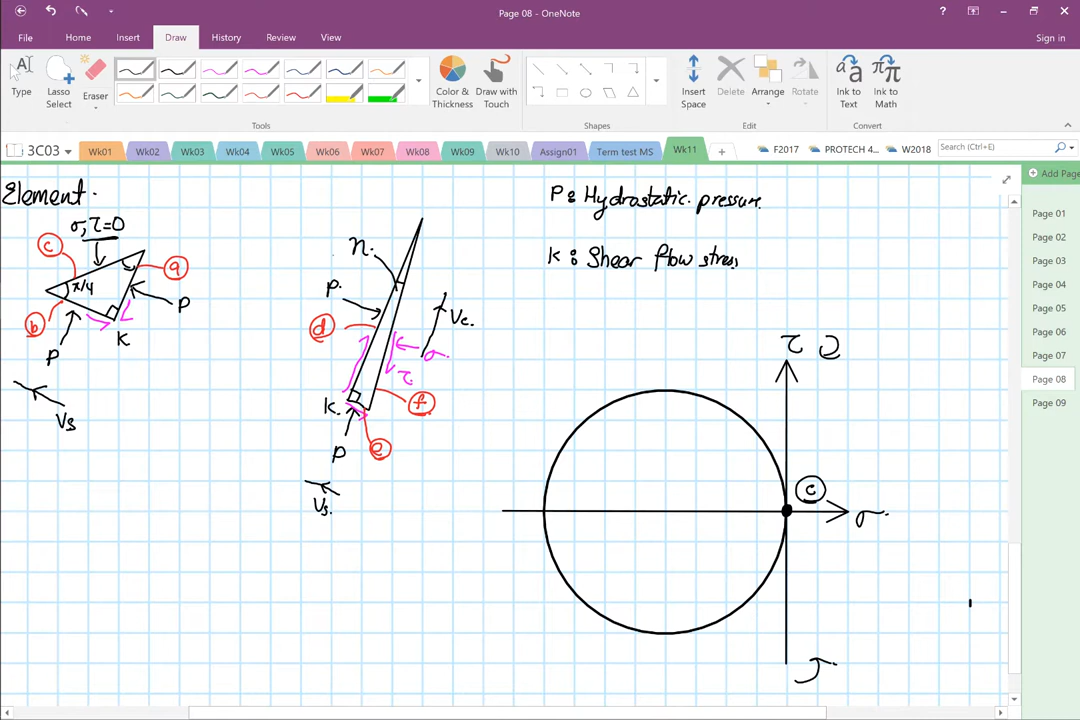 Page 08 - OneNote
File Home Insert Draw History Review View Sign in
Type Lasso Select Eraser Color & Thickness Draw with Touch Insert Space Delete Arrange Rotate Ink to Text Ink to Math
Tools Shapes Edit Convert
3C03 Wk01 Wk02 Wk03 Wk04 Wk05 Wk06 Wk07 Wk08 Wk09 Wk10 Assign01 Term test MS Wk11 F2017 PROTECH 4... W2018 Search (Ctrl+E)
Add Page
Page 01
Page 02
Page 03
Page 04
Page 05
Page 06
Page 07
Page 08
Page 09
Element.
σ, τ=0
c
a
π/4
b
P
P
K
Vs
n.
P.
d
Vc.
σ
τ
K.
f
P
e
Vs.
P: Hydrostatic pressure
K: Shear flow stress
τ
c
σ